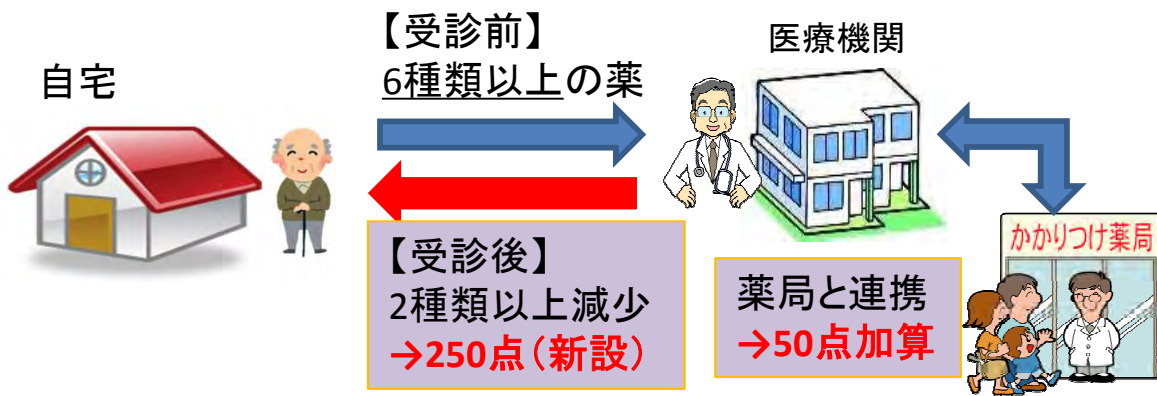 自宅
【受診前】
6種類以上の薬
医療機関
【受診後】
2種類以上減少
→250点（新設）
薬局と連携
→50点加算
かかりつけ薬局